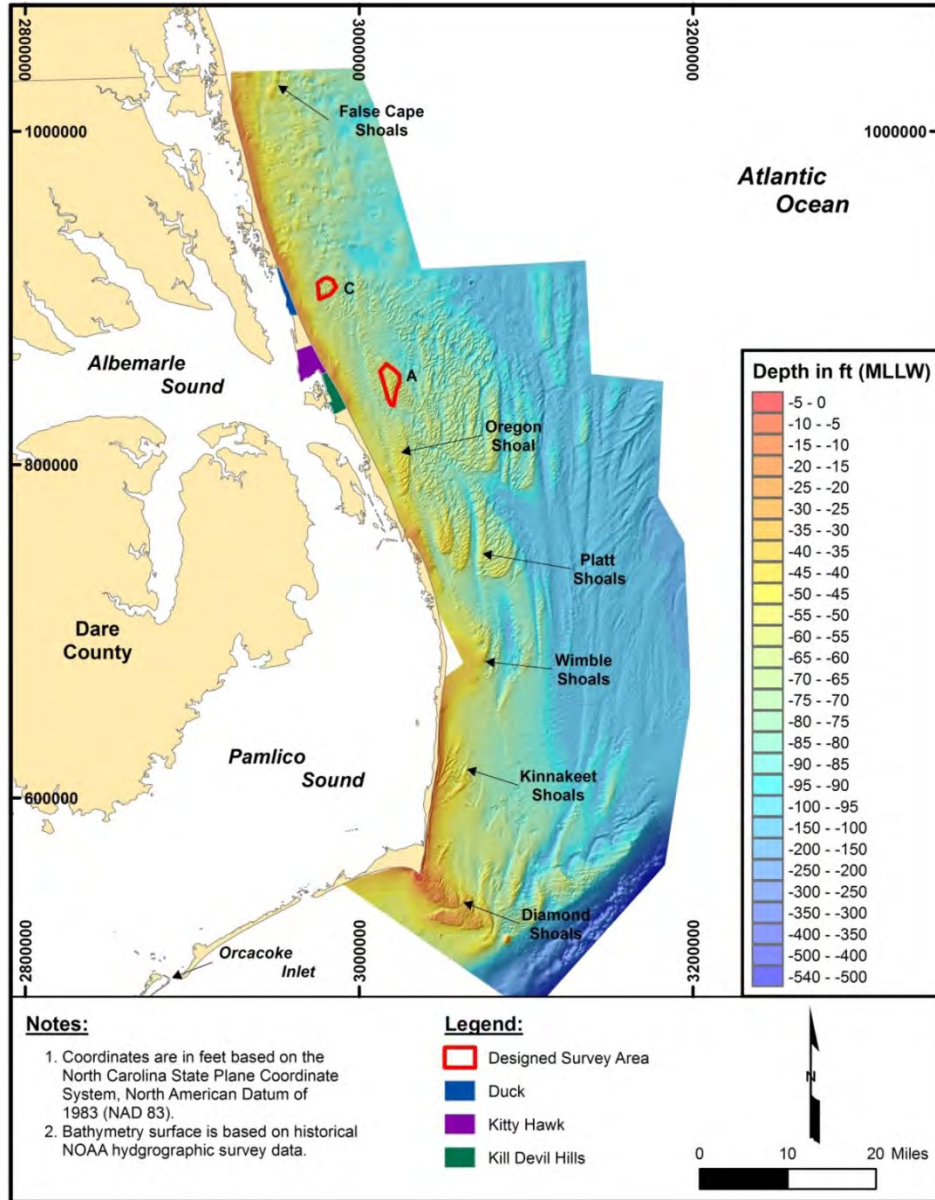 2800000
3000000
3200000
False Cape
Shoals
1000000
1000000
Atlantic
Ocean
C
Albemarle
Sound
A
Depth in ft (MLLW)
-5 - 0
-10 - -5
-15 - -10
-20 - -15
-25 - -20
-30 - -25
-35 - -30
-40 - -35
-45 - -40
-50 - -45
-55 - -50
-60 - -55
-65 - -60
-70 - -65
-75 - -70
-80 - -75
-85 - -80
-90 - -85
-95 - -90
-100 - -95
-150 - -100
-200 - -150
-250 - -200
-300 - -250
-350 - -300
-400 - -350
-500 - -400
-540 - -500
Oregon
Shoal
800000
Platt
Shoals
Dare
County
Wimble
Shoals
Pamlico
Sound
Kinnakeet
Shoals
600000
Diamond
Shoals
Orcacoke
Inlet
2800000
3000000
3200000
Notes:
1. Coordinates are in feet based on the
North Carolina State Plane Coordinate
System, North American Datum of
1983 (NAD 83).
2. Bathymetry surface is based on historical
NOAA hydgrographic survey data.
Legend:
Designed Survey Area
Duck
Kitty Hawk
Kill Devil Hills
N
0 10 20 Miles